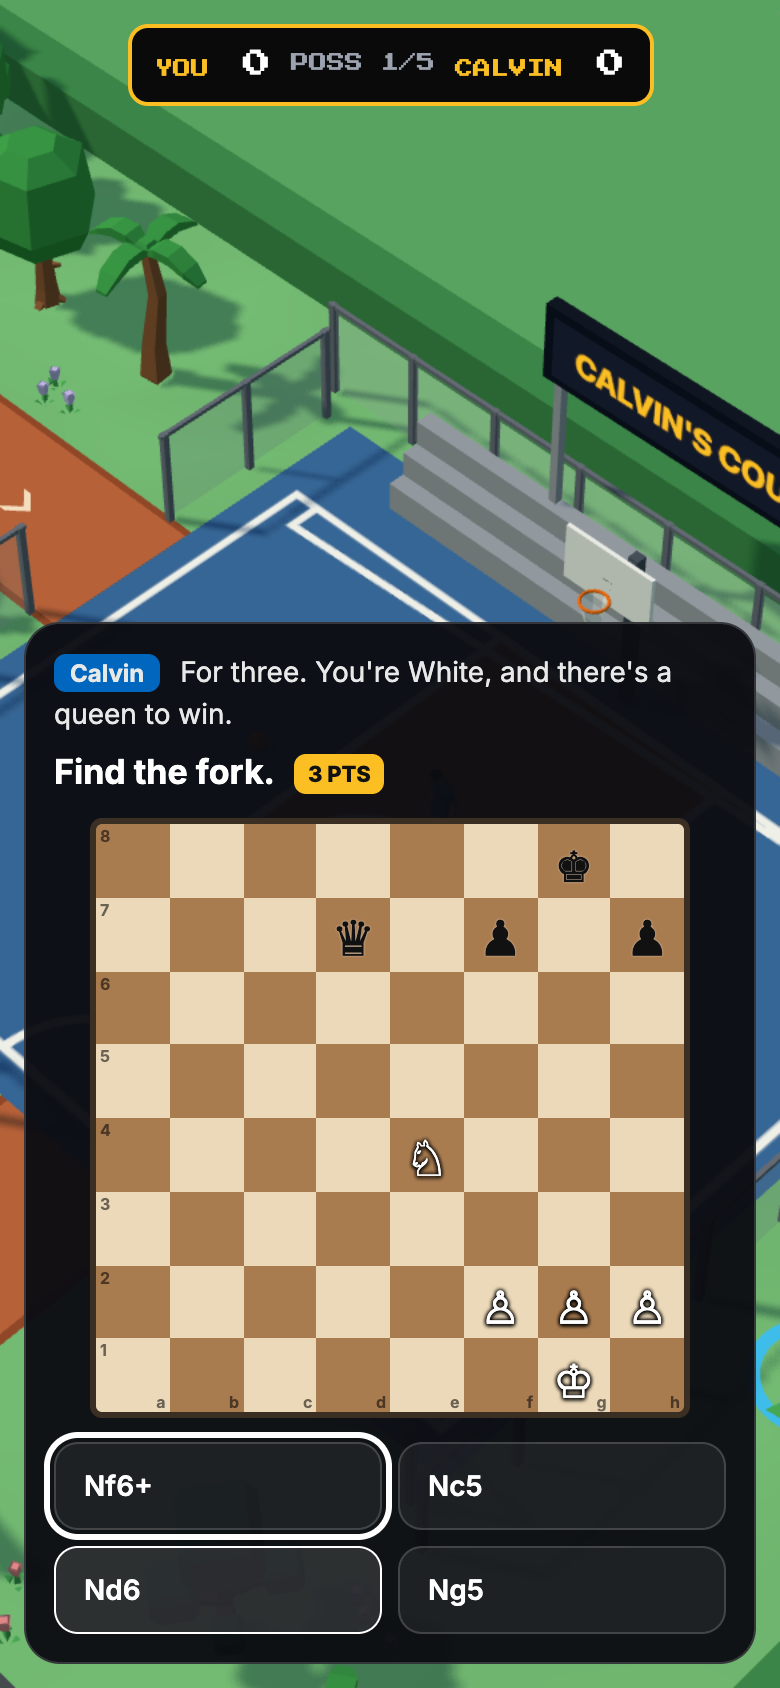 YOU 0 POSS 1/5 CALVIN 0
CALVIN'S COU
Calvin For three. You're White, and there's a
queen to win.
Find the fork. 3 PTS
8
7
6
5
4
3
2
1
a b c d e f g h
Nf6+ Nc5
Nd6 Ng5